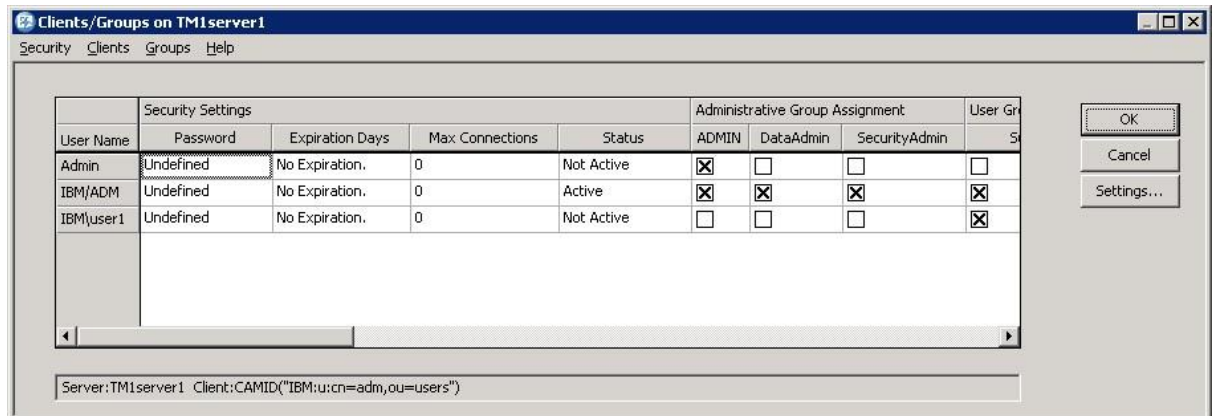 Clients/Groups on TM1server1
Security Clients Groups Help
Security Settings Administrative Group Assignment User Gro
User Name Password Expiration Days Max Connections Status ADMIN DataAdmin SecurityAdmin
Admin Undefined No Expiration. 0 Not Active
IBM/ADM Undefined No Expiration. 0 Active
IBM\user1 Undefined No Expiration. 0 Not Active
OK
Cancel
Settings...
Server:TM1server1 Client:CAMID("IBM:u:cn=adm,ou=users")